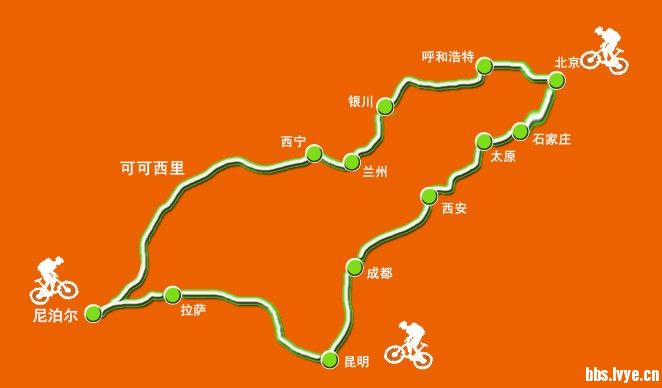 呼和浩特
北京
银川
石家庄
西宁
太原
可可西里
兰州
西安
成都
尼泊尔
拉萨
昆明
bbs.lvye.cn